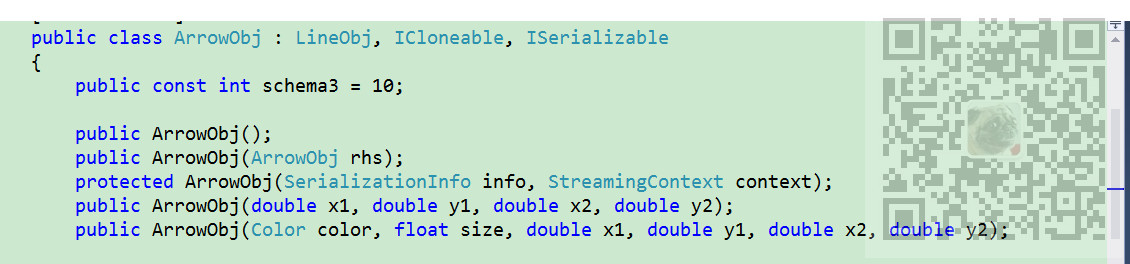 public class ArrowObj : LineObj, ICloneable, ISerializable
{
public const int schema3 = 10;
public ArrowObj();
public ArrowObj(ArrowObj rhs);
protected ArrowObj(SerializationInfo info, StreamingContext context);
public ArrowObj(double x1, double y1, double x2, double y2);
public ArrowObj(Color color, float size, double x1, double y1, double x2, double y2);